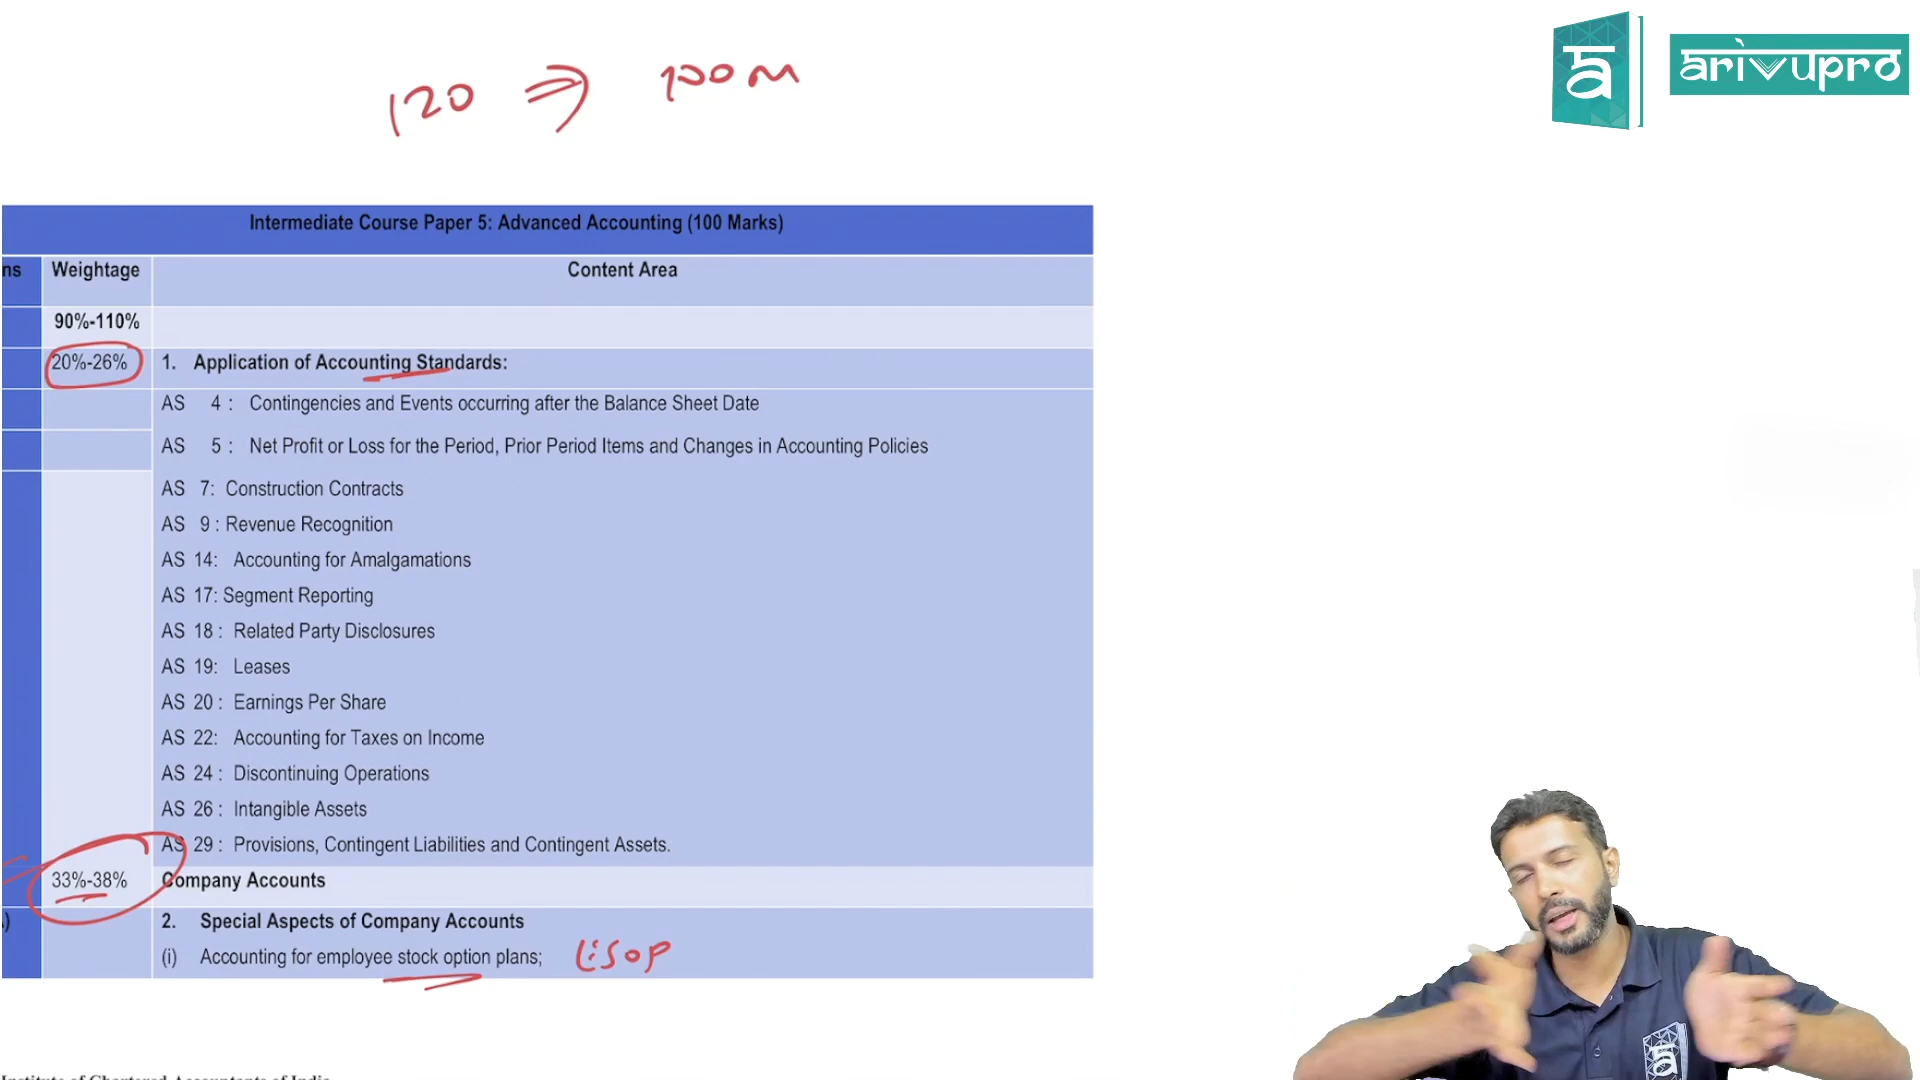 120 ⇒ 100 m
ā arivupro
Intermediate Course Paper 5: Advanced Accounting (100 Marks)
ns Weightage Content Area
90%-110%
20%-26% 1. Application of Accounting Standards:
AS 4 : Contingencies and Events occurring after the Balance Sheet Date
AS 5 : Net Profit or Loss for the Period, Prior Period Items and Changes in Accounting Policies
AS 7: Construction Contracts
AS 9 : Revenue Recognition
AS 14: Accounting for Amalgamations
AS 17: Segment Reporting
AS 18 : Related Party Disclosures
AS 19: Leases
AS 20 : Earnings Per Share
AS 22: Accounting for Taxes on Income
AS 24 : Discontinuing Operations
AS 26 : Intangible Assets
AS 29 : Provisions, Contingent Liabilities and Contingent Assets.
33%-38% Company Accounts
2. Special Aspects of Company Accounts
(i) Accounting for employee stock option plans; ESOP
Institute of Chartered Accountants of India